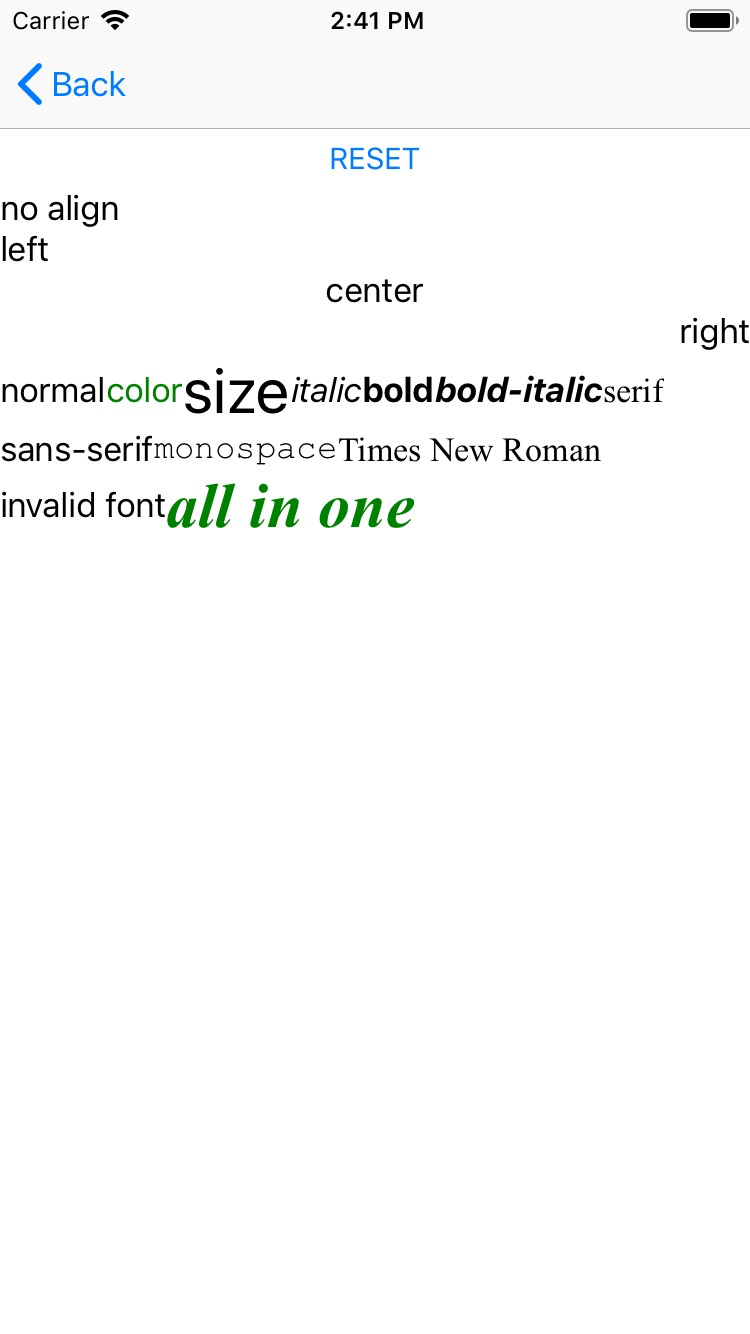 Carrier 2:41 PM
Back
RESET
no align
left
center
right
normalcolorsizeitalicboldbold-italicserif
sans-serifmonospaceTimes New Roman
invalid fontall in one